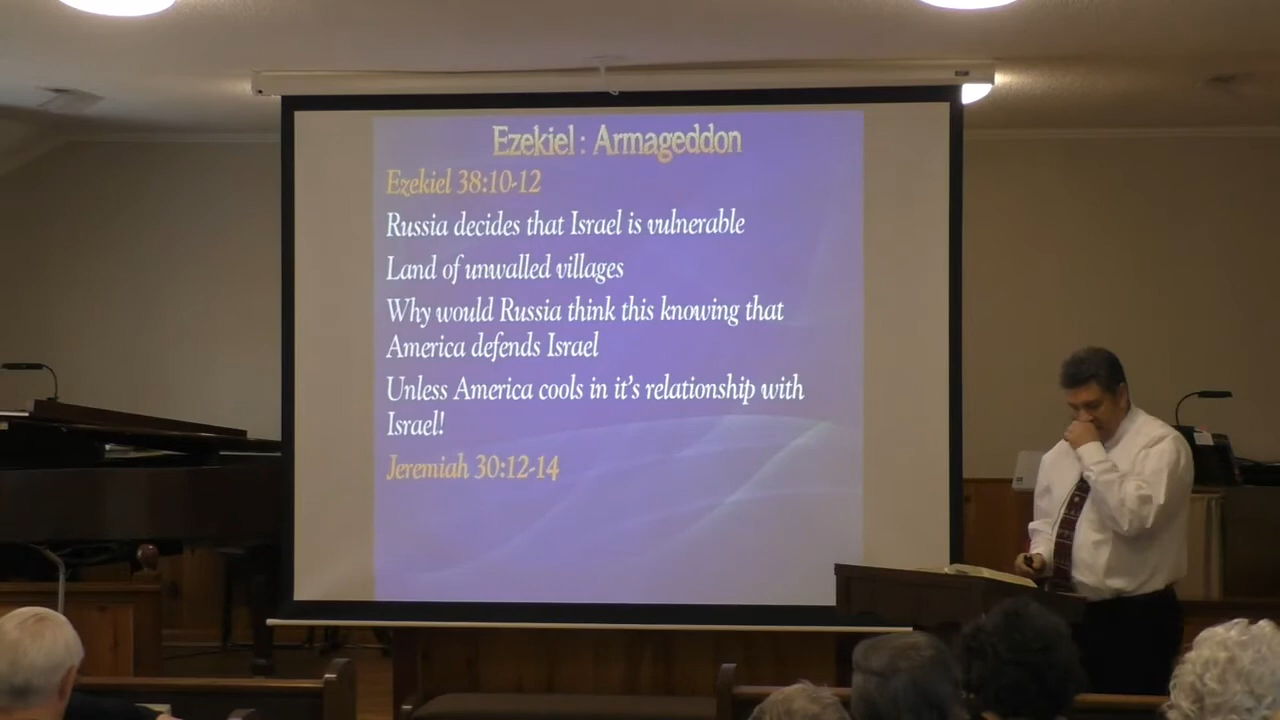 Ezekiel : Armageddon
Ezekiel 38:10-12
Russia decides that Israel is vulnerable
Land of unwalled villages
Why would Russia think this knowing that
America defends Israel
Unless America cools in it's relationship with
Israel!
Jeremiah 30:12-14